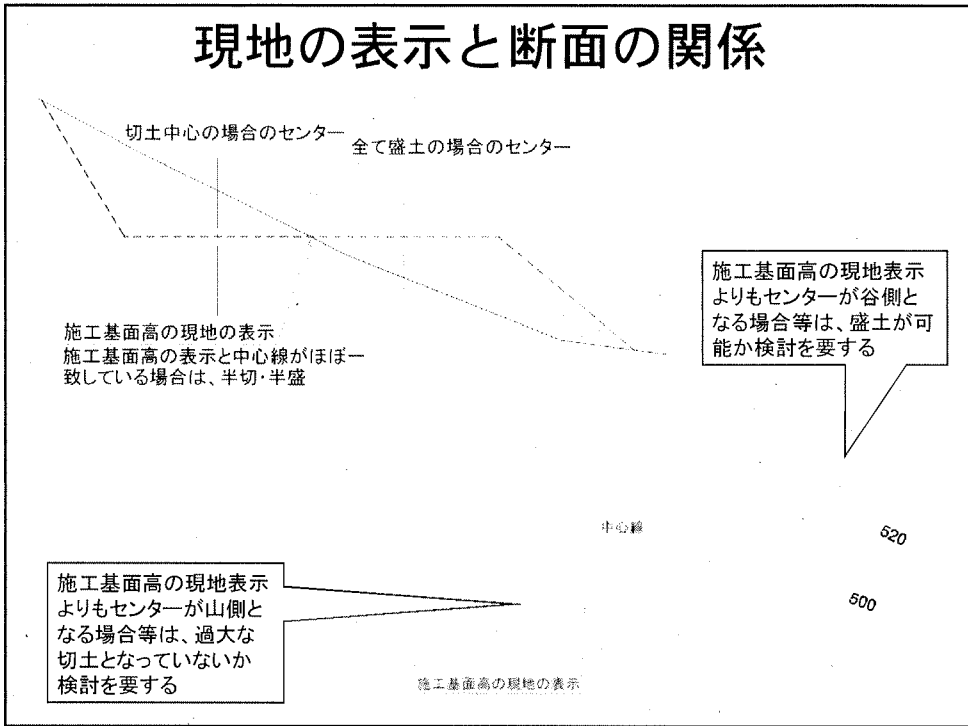 現地の表示と断面の関係
切土中心の場合のセンター
全て盛土の場合のセンター
施工基面高の現地の表示
施工基面高の表示と中心線がほぼ一
致している場合は、半切・半盛
施工基面高の現地表示
よりもセンターが谷側と
なる場合等は、盛土が可
能か検討を要する
中心線
520
500
施工基面高の現地表示
よりもセンターが山側と
なる場合等は、過大な
切土となっていないか
検討を要する
施工基面高の現地の表示